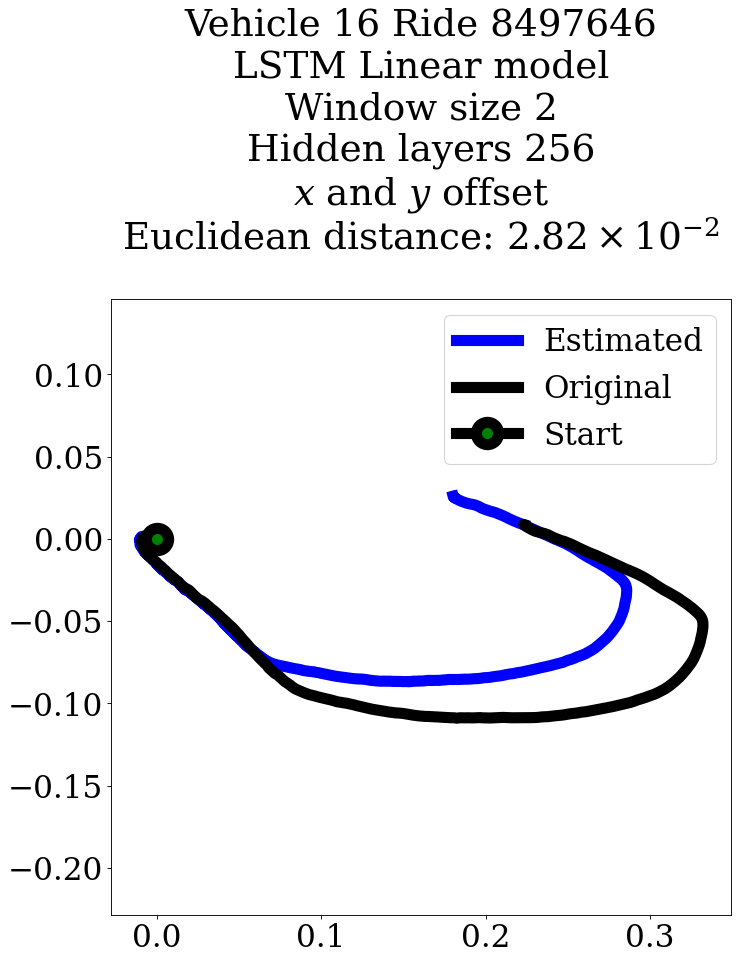 Vehicle 16 Ride 8497646
LSTM Linear model
Window size 2
Hidden layers 256
x and y offset
Euclidean distance: 2.82 × 10⁻²
Estimated
Original
Start
0.10
0.05
0.00
−0.05
−0.10
−0.15
−0.20
0.0 0.1 0.2 0.3